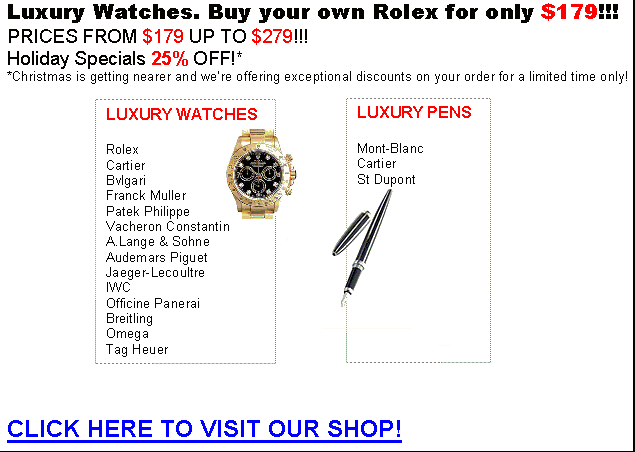 Luxury Watches. Buy your own Rolex for only $179!!!
PRICES FROM $179 UP TO $279!!!
Holiday Specials 25% OFF!*
*Christmas is getting nearer and we're offering exceptional discounts on your order for a limited time only!
LUXURY WATCHES
Rolex
Cartier
Bvlgari
Franck Muller
Patek Philippe
Vacheron Constantin
A.Lange & Sohne
Audemars Piguet
Jaeger-Lecoultre
IWC
Officine Panerai
Breitling
Omega
Tag Heuer
LUXURY PENS
Mont-Blanc
Cartier
St Dupont
CLICK HERE TO VISIT OUR SHOP!